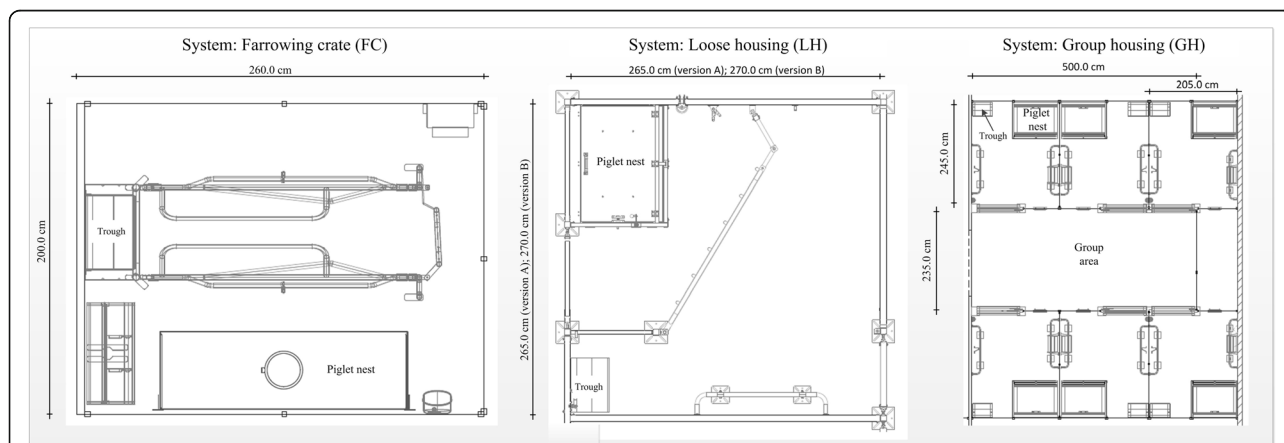 System: Farrowing crate (FC)
260.0 cm
200.0 cm
Trough
Piglet nest
System: Loose housing (LH)
265.0 cm (version A); 270.0 cm (version B)
265.0 cm (version A); 270.0 cm (version B)
Piglet nest
Trough
System: Group housing (GH)
500.0 cm
205.0 cm
Piglet
nest
Trough
245.0 cm
235.0 cm
Group
area